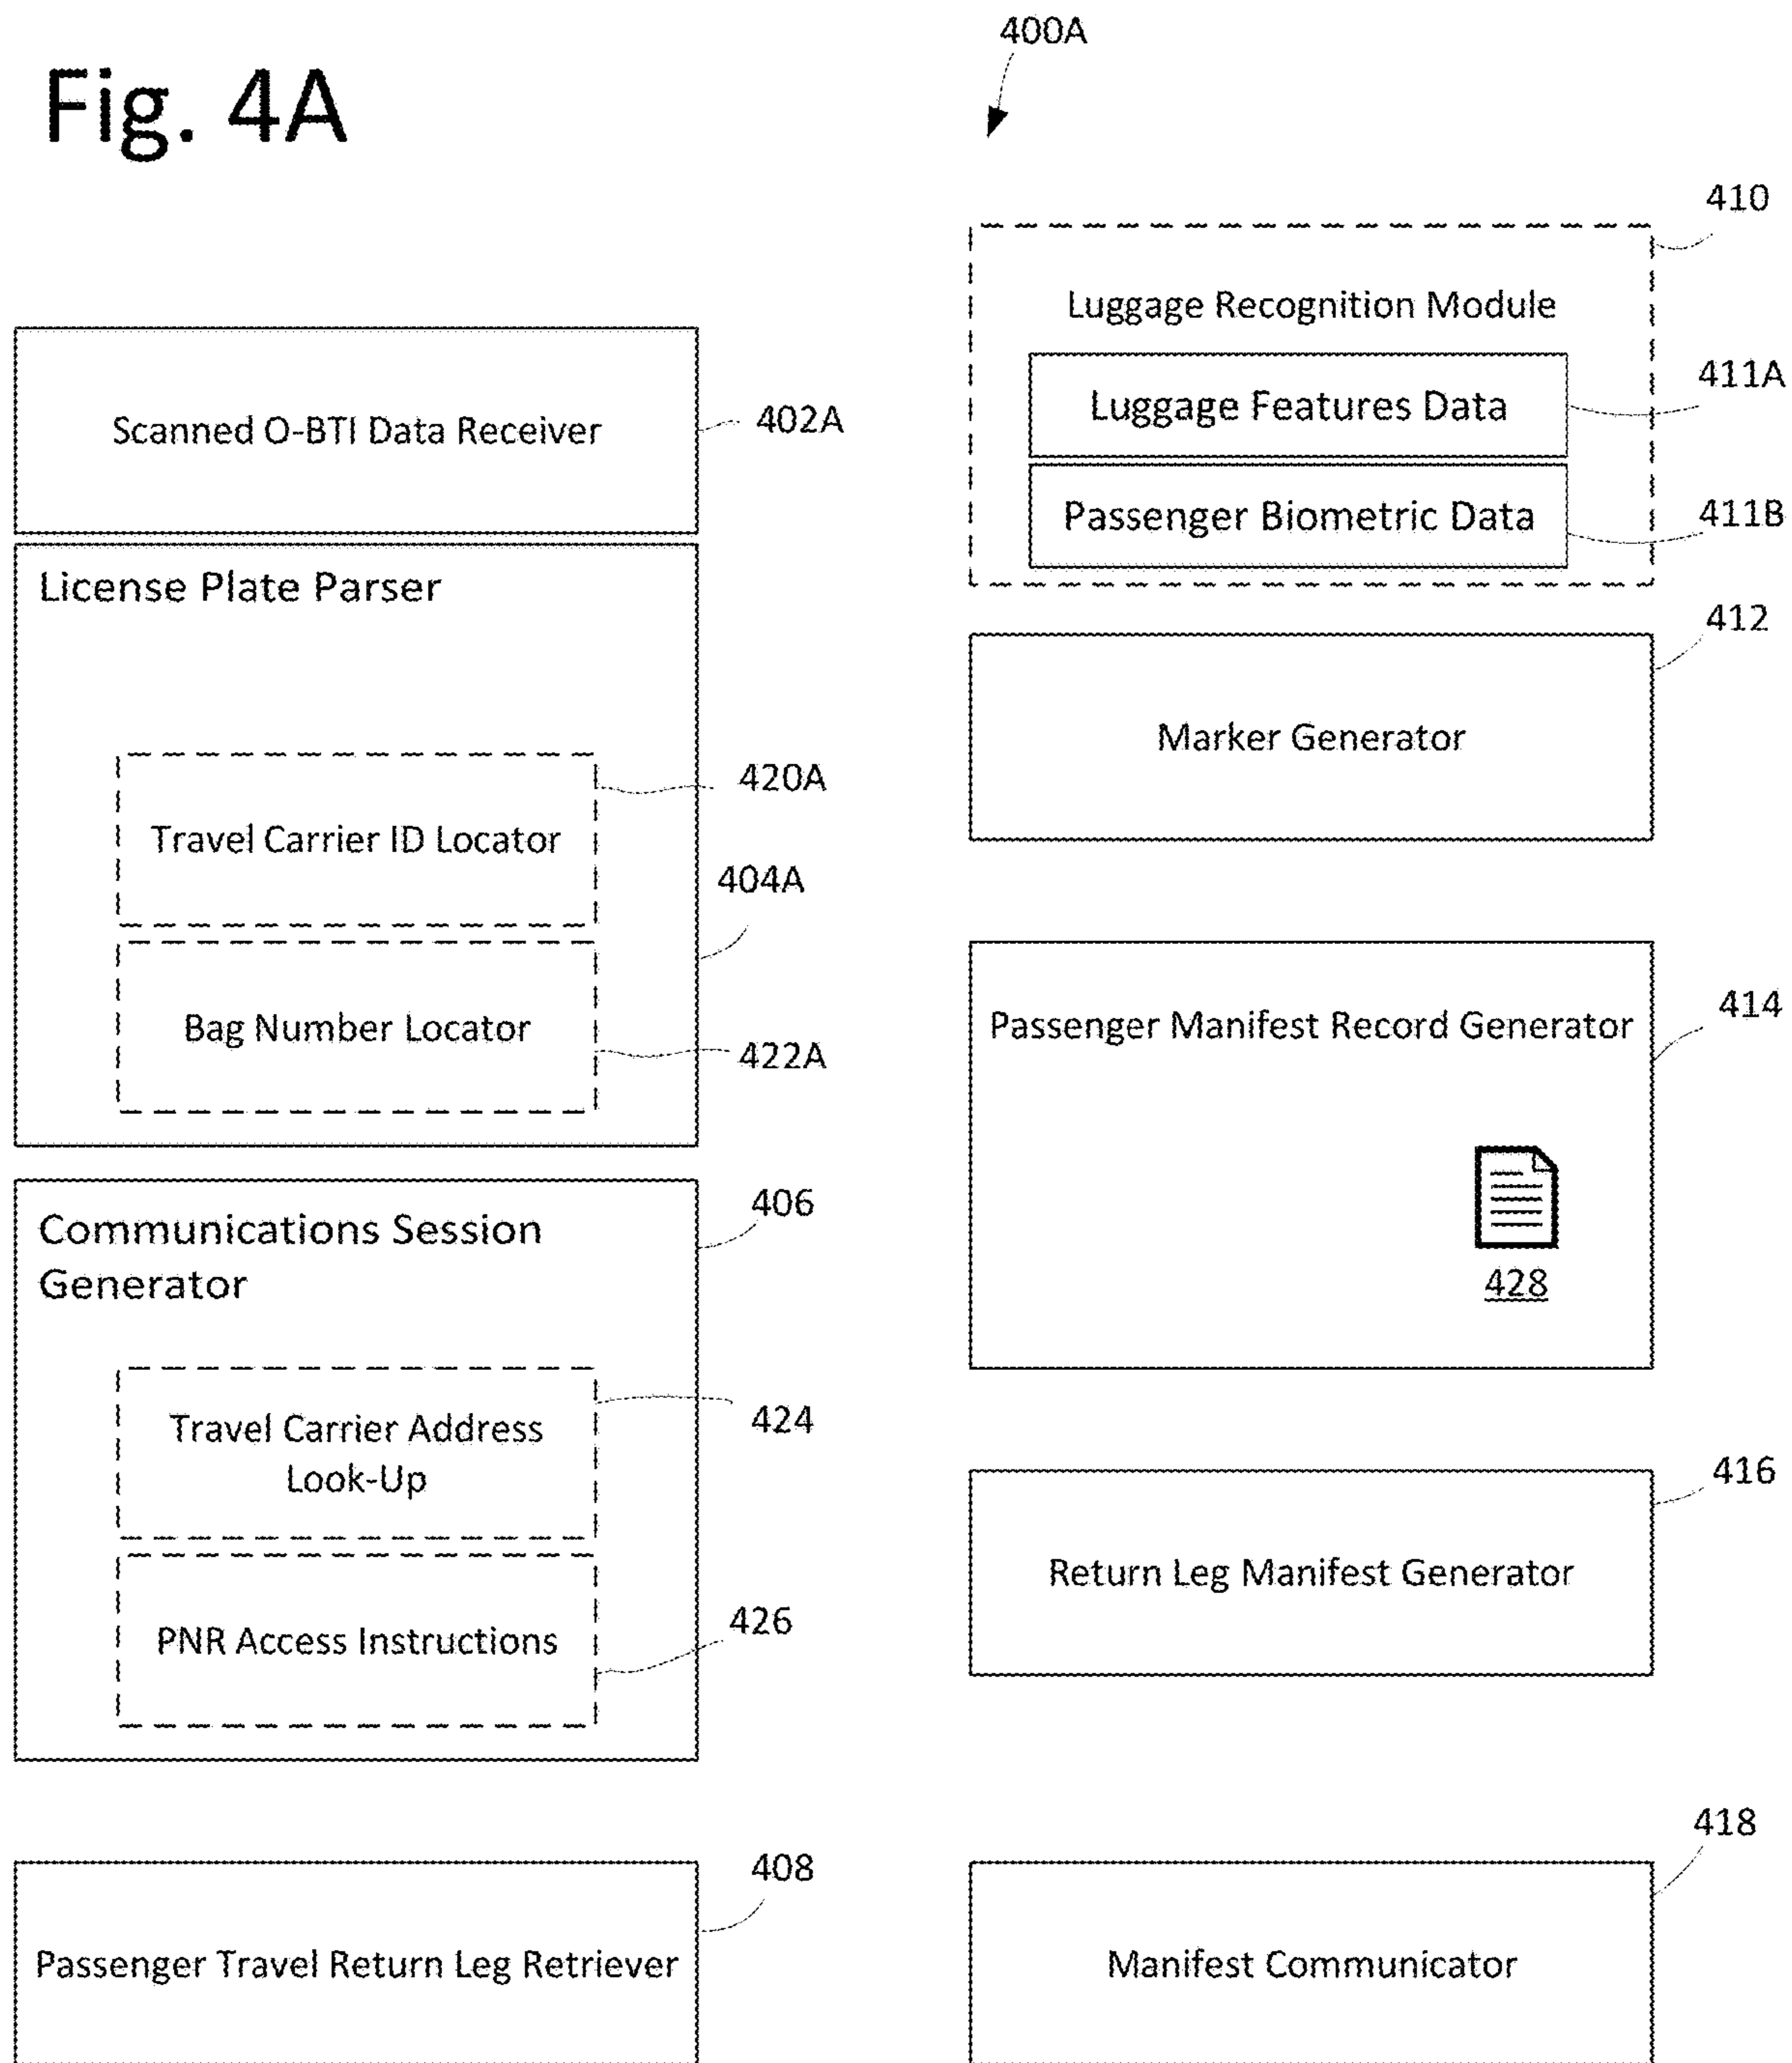 Fig. 4A
400A
Scanned O-BTI Data Receiver
402A
License Plate Parser
Travel Carrier ID Locator
420A
404A
Bag Number Locator
422A
Communications Session
Generator
406
Travel Carrier Address
Look-Up
424
PNR Access Instructions
426
Passenger Travel Return Leg Retriever
408
410
Luggage Recognition Module
Luggage Features Data
411A
Passenger Biometric Data
411B
412
Marker Generator
Passenger Manifest Record Generator
414
428
416
Return Leg Manifest Generator
418
Manifest Communicator